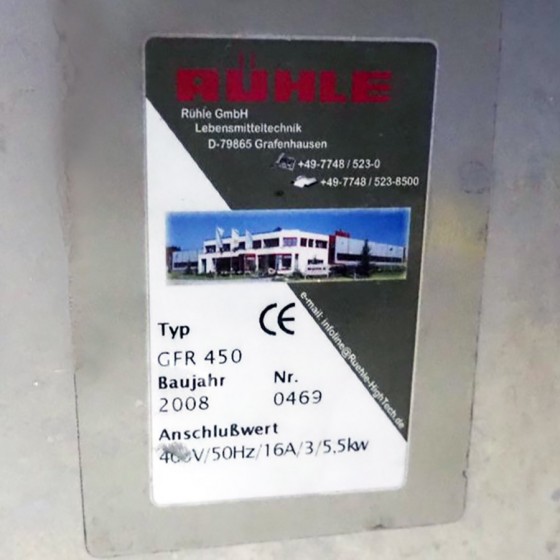 RÜHLE
Rühle GmbH
Lebensmitteltechnik
D-79865 Grafenhausen
+49-7748 / 523-0
+49-7748 / 523-8500
e-mail: infoline@Ruehle-HighTech.de
CE
Typ
GFR 450
Baujahr Nr.
2008 0469
Anschlußwert
400V/50Hz/16A/3/5,5kw